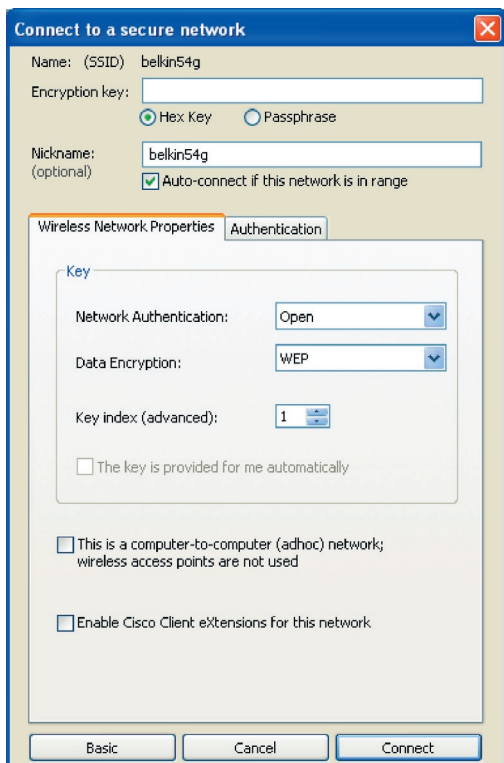 Connect to a secure network
Name: (SSID) belkin54g
Encryption key:
Hex Key Passphrase
Nickname: belkin54g
(optional)
Auto-connect if this network is in range
Wireless Network Properties Authentication
Key
Network Authentication: Open
Data Encryption: WEP
Key index (advanced): 1
The key is provided for me automatically
This is a computer-to-computer (adhoc) network;
wireless access points are not used
Enable Cisco Client eXtensions for this network
Basic Cancel Connect